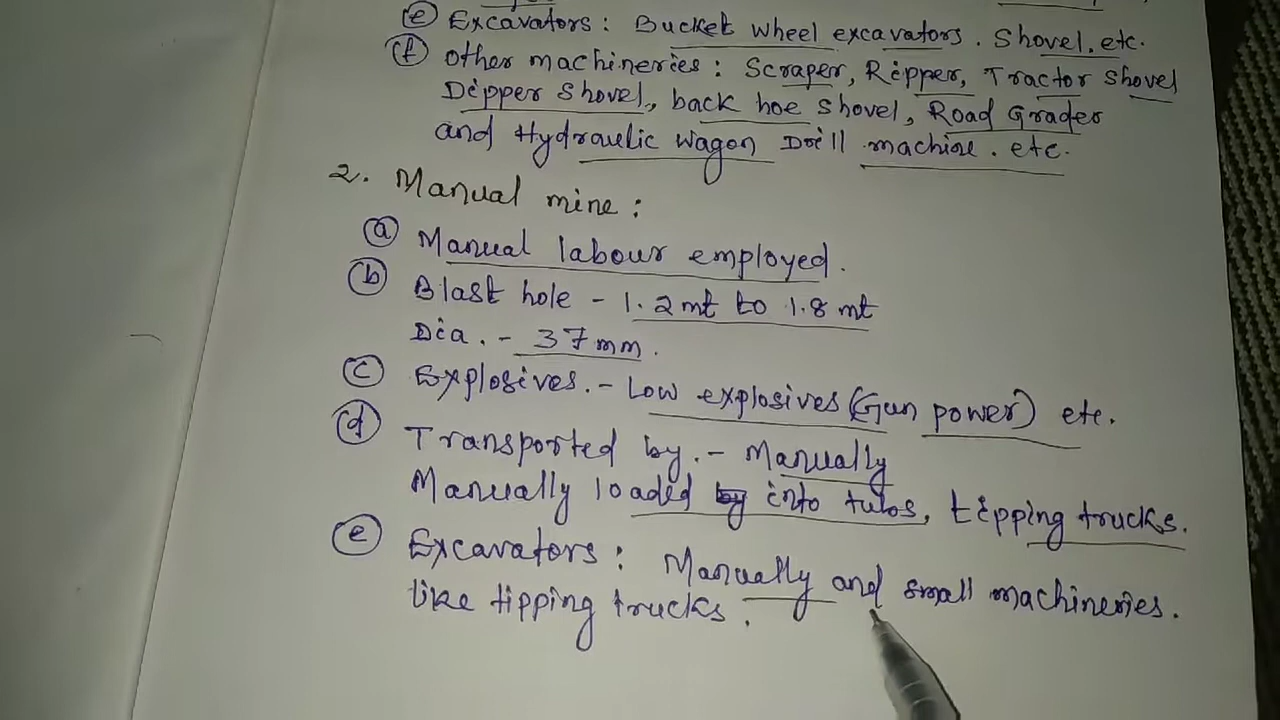 (e) Excavators: Bucket wheel excavators. Shovel. etc.
(f) Other machineries: Scraper, Ripper, Tractor shovel
Dipper shovel, back hoe shovel, Road Grader
and Hydraulic wagon Drill machine. etc.
2. Manual mine:
(a) Manual labour employed.
(b) Blast hole - 1.2mt to 1.8 mt
Dia. - 37mm.
(c) Explosives. - Low explosives (Gun power) etc.
(d) Transported by. - Manually
Manually loaded by into tubs, tipping trucks.
(e) Excavators: Manually and small machineries.
like tipping trucks.